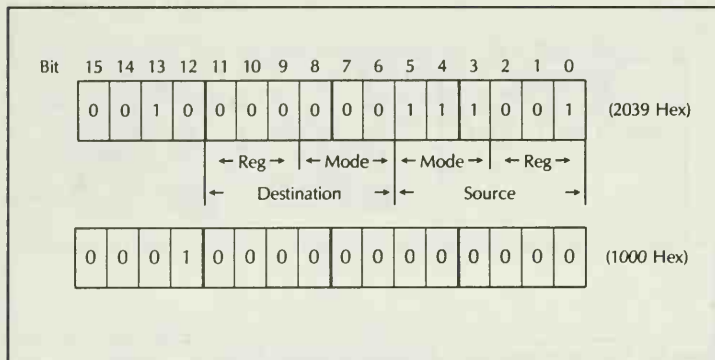 Bit 15 14 13 12 11 10 9 8 7 6 5 4 3 2 1 0
0 0 1 0 0 0 0 0 0 0 1 1 1 0 0 1 (2039 Hex)
← Reg → ← Mode → ← Mode → ← Reg →
← Destination → ← Source →
0 0 0 1 0 0 0 0 0 0 0 0 0 0 0 0 (1000 Hex)